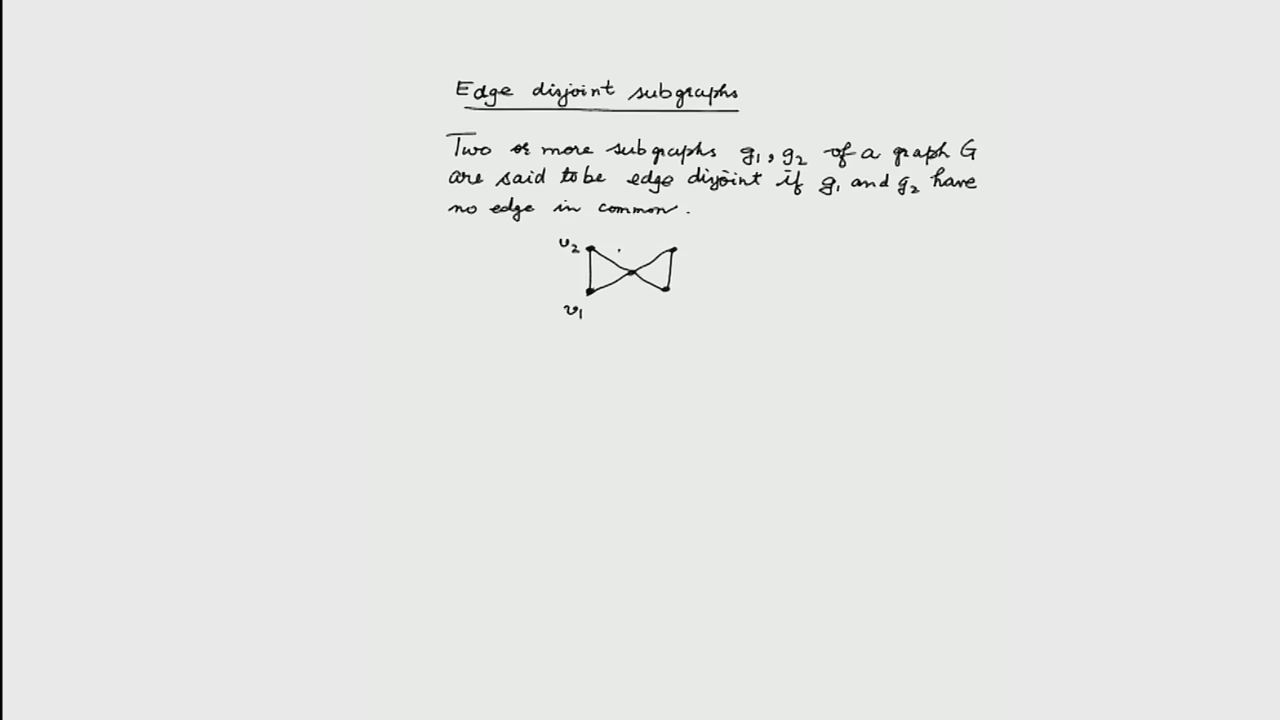 Edge disjoint subgraphs
Two or more subgraphs g₁, g₂ of a graph G
are said to be edge disjoint if g₁ and g₂ have
no edge in common.
v₂
v₁